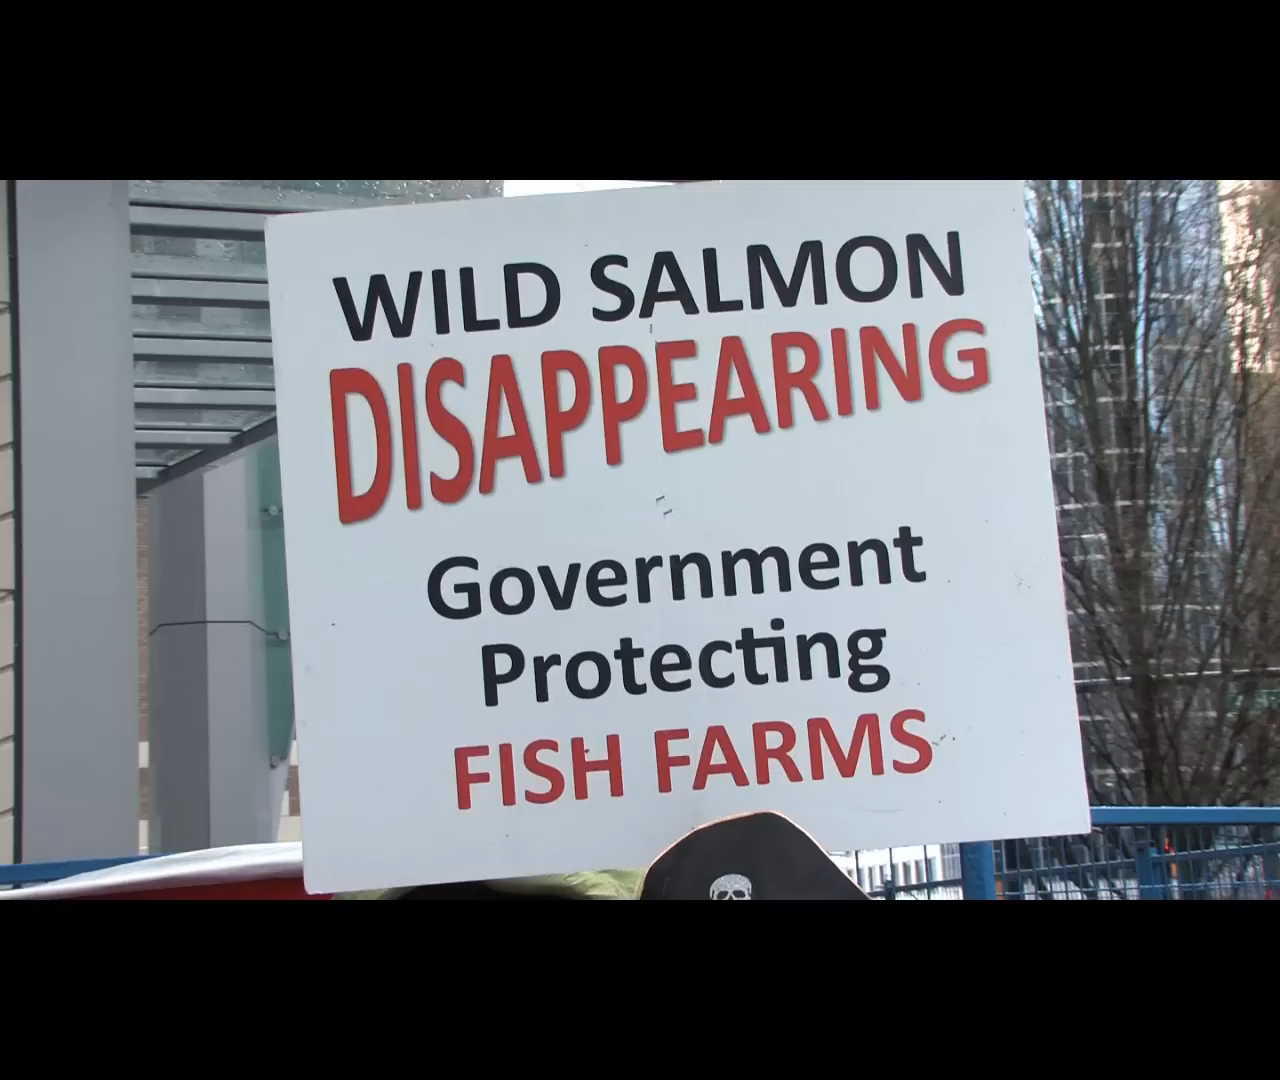 WILD SALMON
DISAPPEARING
Government
Protecting
FISH FARMS